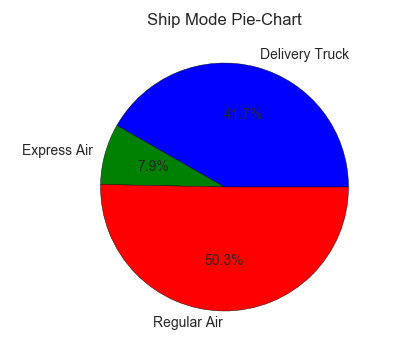 Ship Mode Pie-Chart
Delivery Truck
41.7%
Express Air
7.9%
50.3%
Regular Air